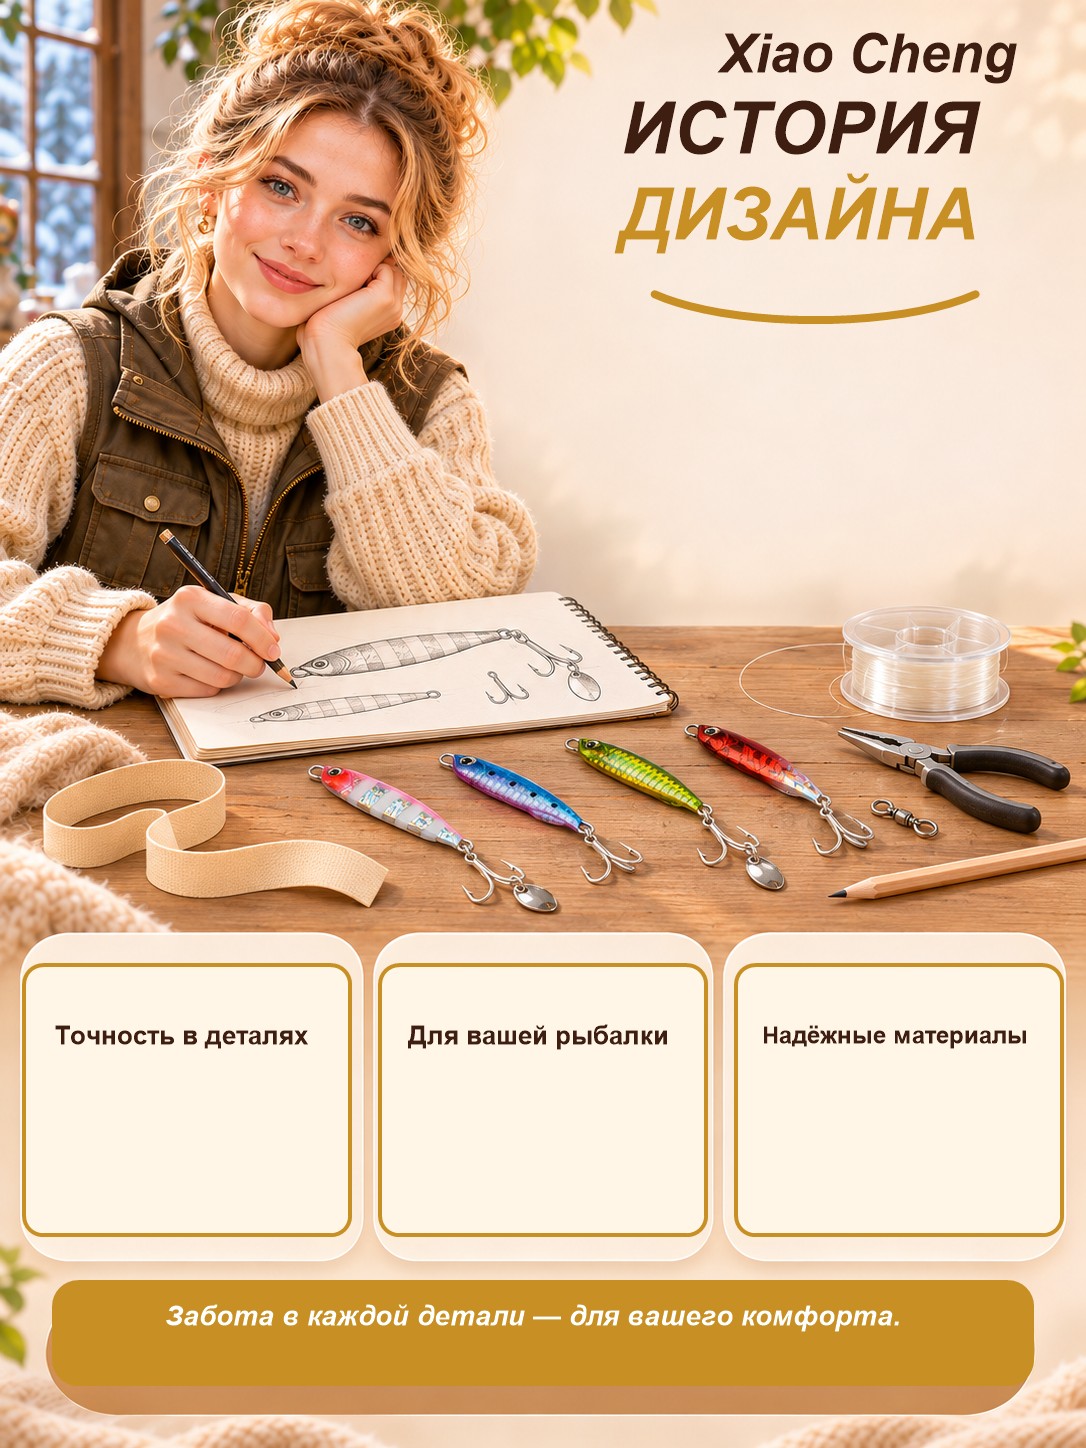 Xiao Cheng
ИСТОРИЯ
ДИЗАЙНА
Точность в деталях
Для вашей рыбалки
Надёжные материалы
Забота в каждой детали — для вашего комфорта.